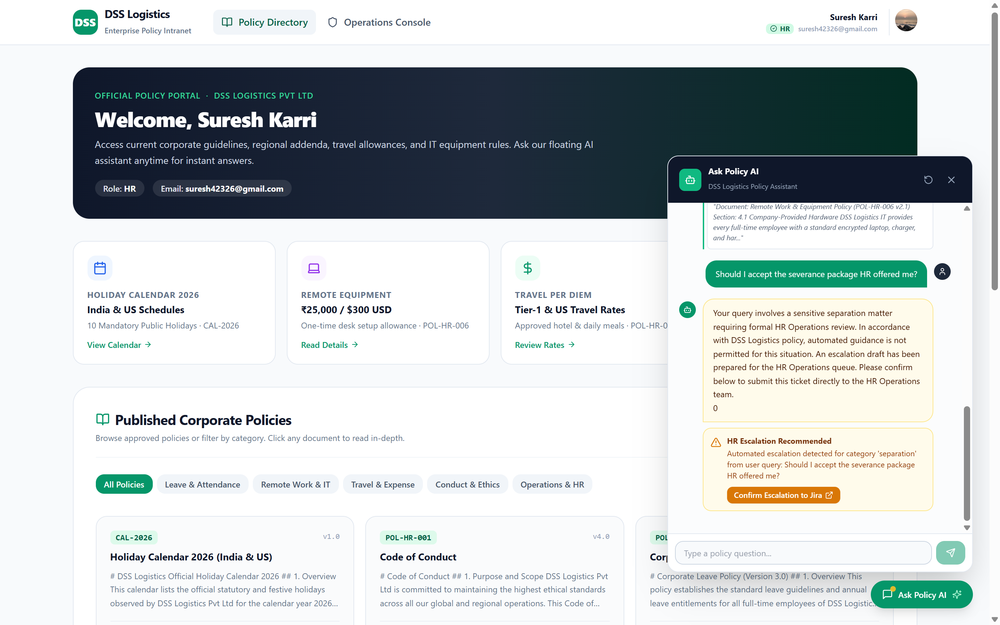 DSS
DSS Logistics
Enterprise Policy Intranet
Policy Directory
Operations Console
Suresh Karri
HR
suresh42326@gmail.com
OFFICIAL POLICY PORTAL · DSS LOGISTICS PVT LTD
Welcome, Suresh Karri
Access current corporate guidelines, regional addenda, travel allowances, and IT equipment rules. Ask our floating AI
assistant anytime for instant answers.
Role: HR
Email: suresh42326@gmail.com
HOLIDAY CALENDAR 2026
India & US Schedules
10 Mandatory Public Holidays · CAL-2026
View Calendar →
REMOTE EQUIPMENT
₹25,000 / $300 USD
One-time desk setup allowance · POL-HR-006
Read Details →
TRAVEL PER DIEM
Tier-1 & US Travel Rates
Approved hotel & daily meals · POL-HR-0
Review Rates →
Published Corporate Policies
Browse approved policies or filter by category. Click any document to read in-depth.
All Policies
Leave & Attendance
Remote Work & IT
Travel & Expense
Conduct & Ethics
Operations & HR
CAL-2026
v1.0
Holiday Calendar 2026 (India & US)
# DSS Logistics Official Holiday Calendar 2026 ## 1. Overview
This calendar lists the official statutory and festive holidays
observed by DSS Logistics Pvt Ltd for the calendar year 2026...
POL-HR-001
v4.0
Code of Conduct
# Code of Conduct ## 1. Purpose and Scope DSS Logistics Pvt
Ltd is committed to maintaining the highest ethical standards
across all our global and regional operations. This Code of...
POL
Corp
# Corporate Leave Policy (Version 3.0) ## 1. Overview This
policy establishes the standard leave guidelines and annual
leave entitlements for all full-time employees of DSS Logistic...
Ask Policy AI
DSS Logistics Policy Assistant
"Document: Remote Work & Equipment Policy (POL-HR-006 v2.1)
Section: 4.1 Company-Provided Hardware DSS Logistics IT provides
every full-time employee with a standard encrypted laptop, charger,
and har..."
Should I accept the severance package HR offered me?
Your query involves a sensitive separation matter
requiring formal HR Operations review. In accordance
with DSS Logistics policy, automated guidance is not
permitted for this situation. An escalation draft has been
prepared for the HR Operations queue. Please confirm
below to submit this ticket directly to the HR Operations
team.
0
HR Escalation Recommended
Automated escalation detected for category 'separation'
from user query: Should I accept the severance package
HR offered me?
Confirm Escalation to Jira
Type a policy question...
Ask Policy AI